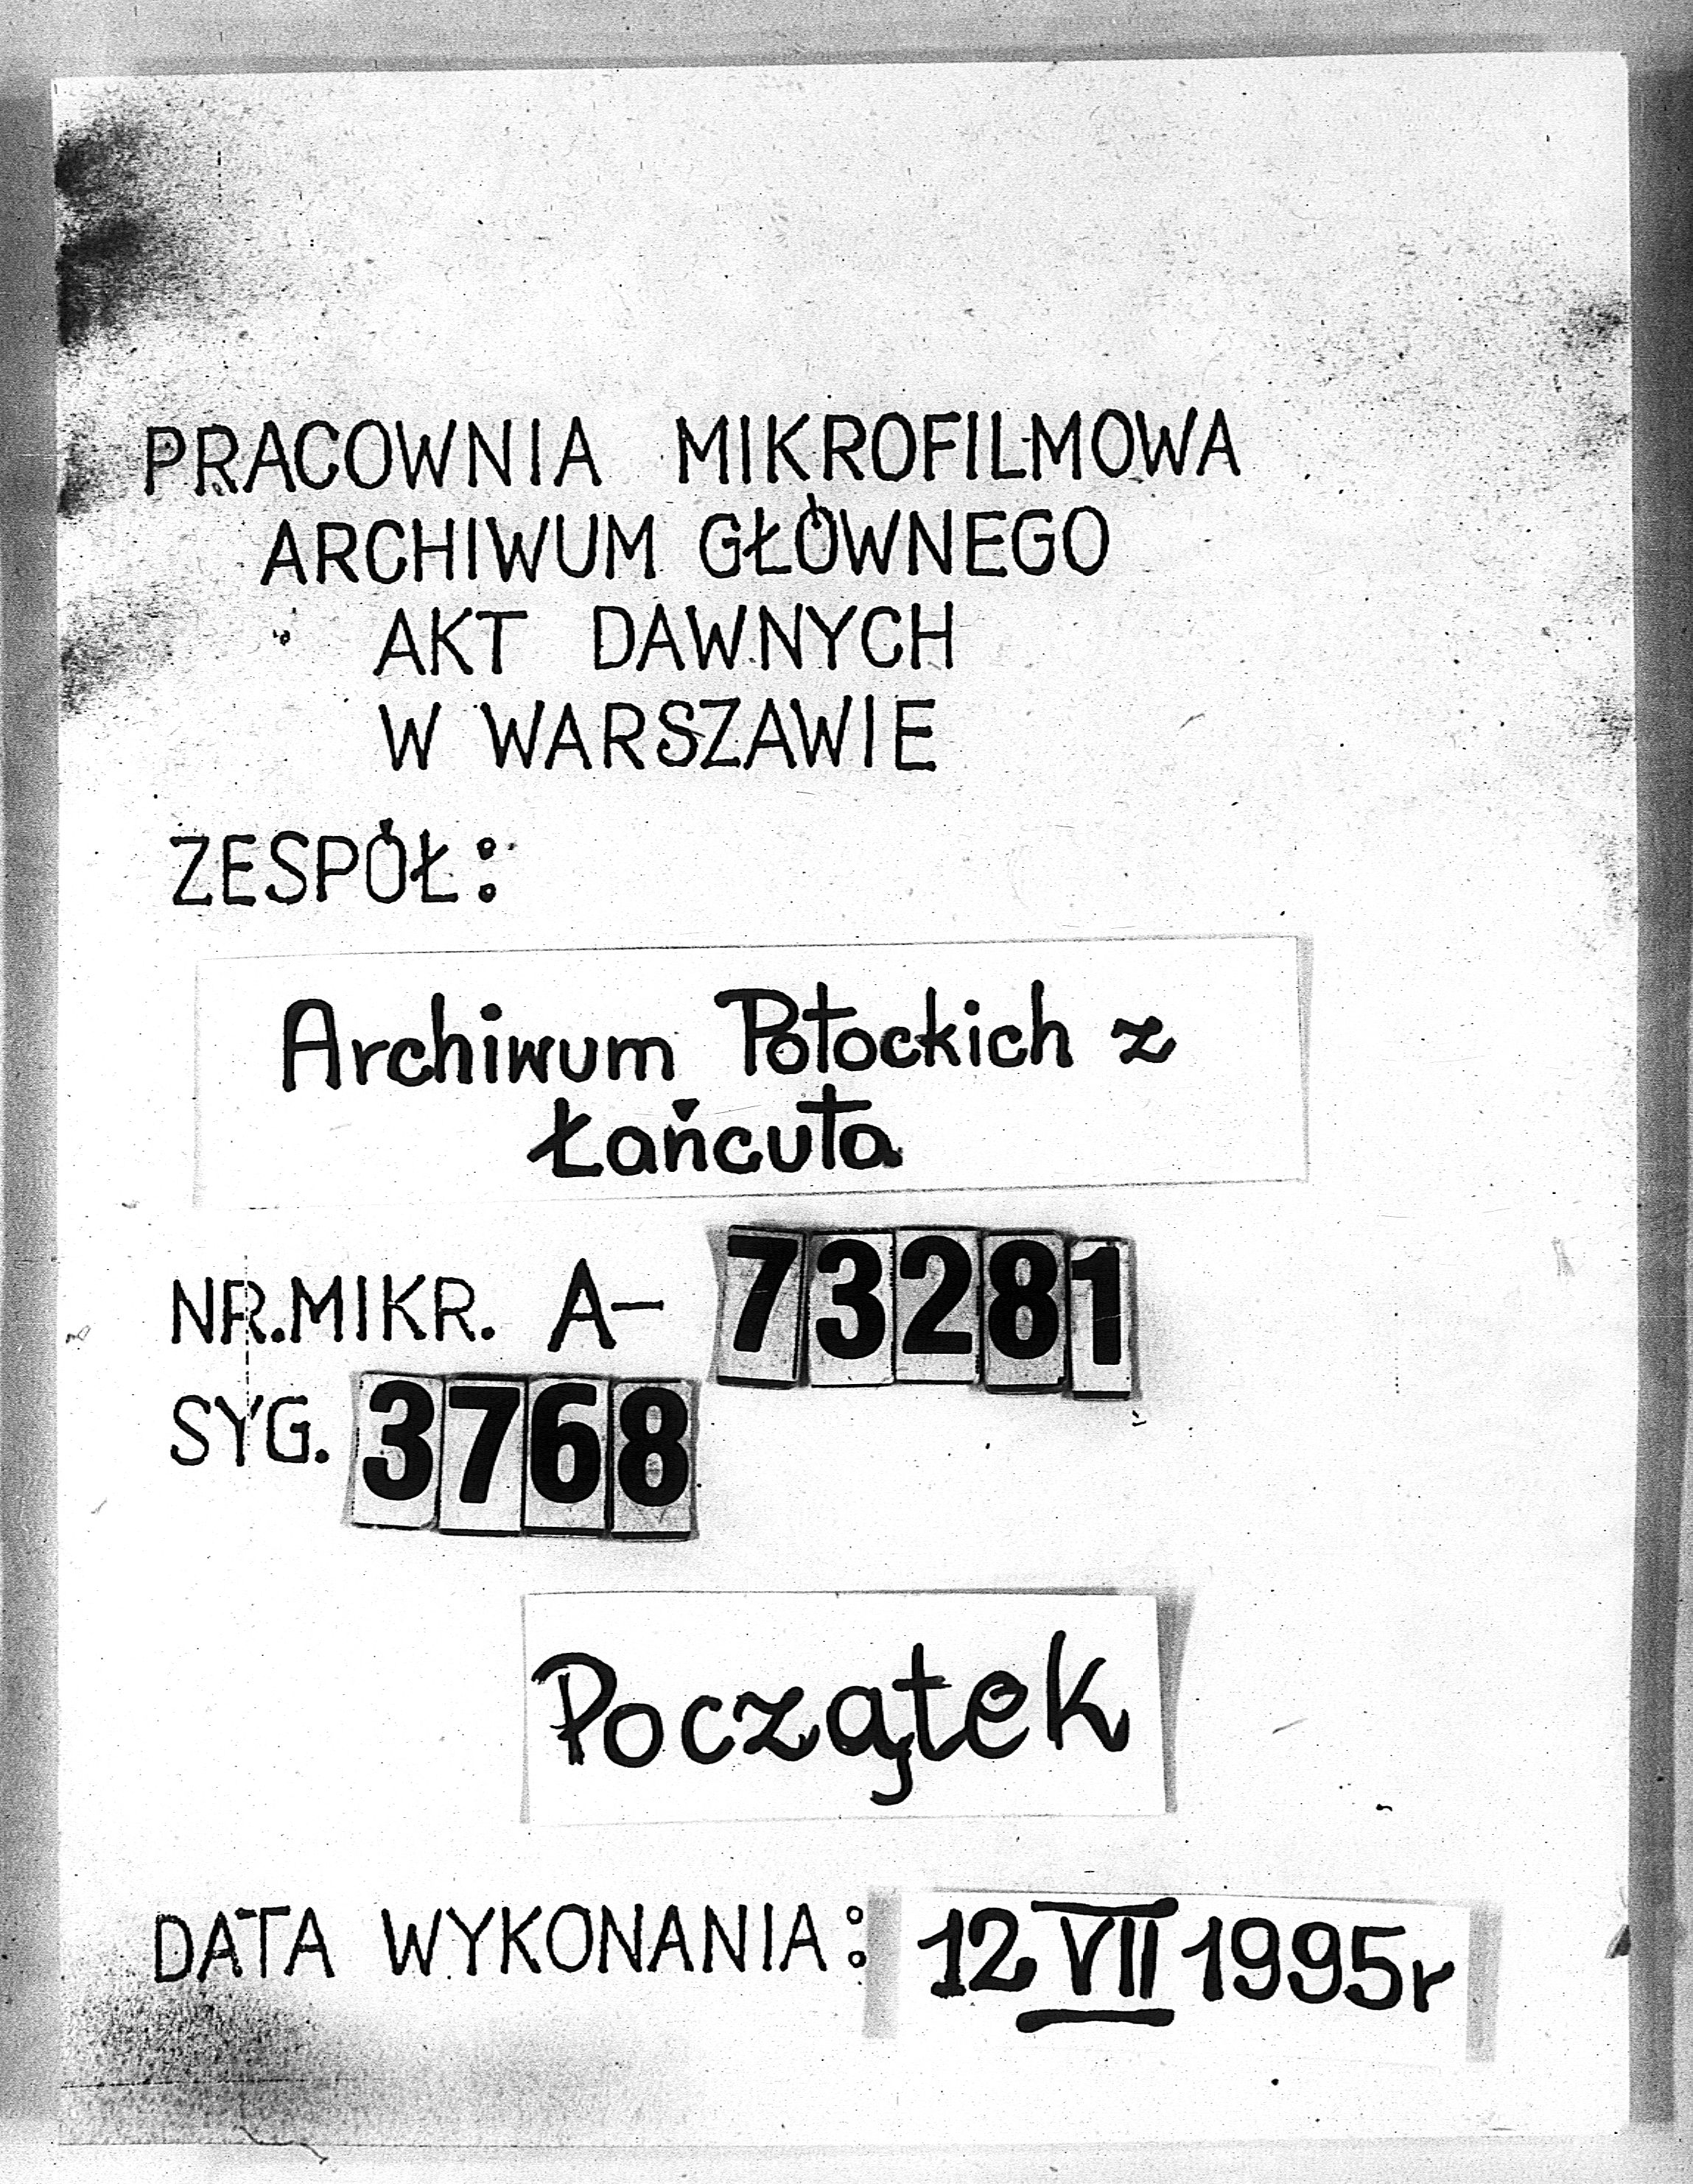 PRACOWNIA MIKROFILMOWA
ARCHIWUM GŁÓWNEGO
AKT DAWNYCH
W WARSZAWIE
ZESPÓŁ:
Archiwum Potockich z
Łańcuta
NR.MIKR. A- 73281
SYG. 3768
Początek
DATA WYKONANIA: 12 VII 1995r